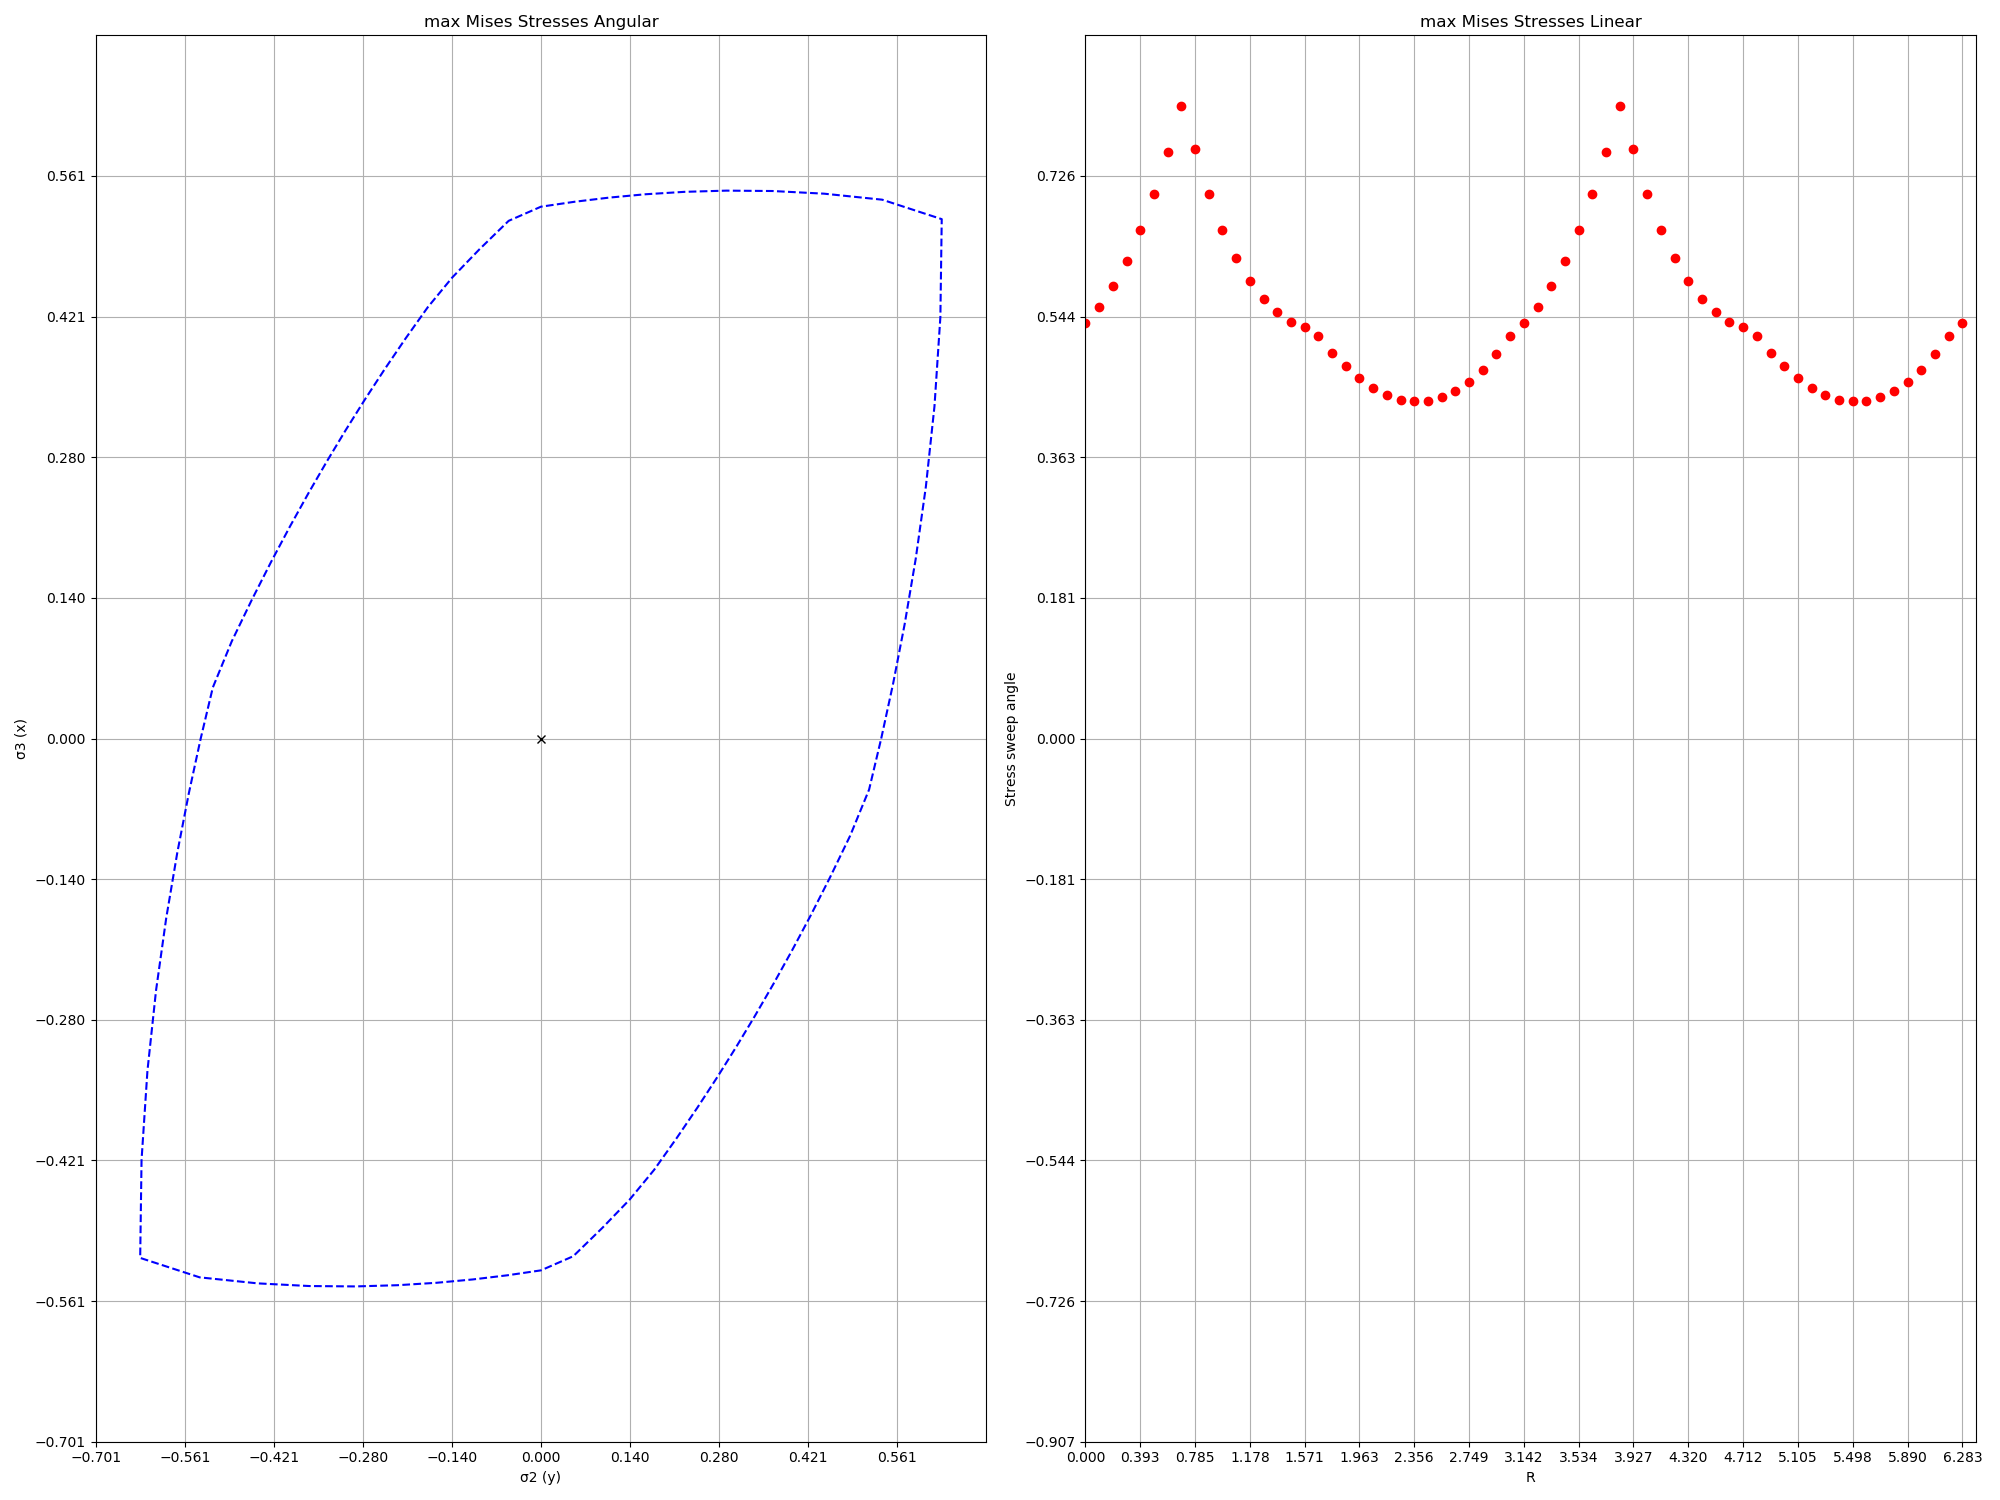 max Mises Stresses Angular
0.561
0.421
0.280
0.140
0.000
−0.140
−0.280
−0.421
−0.561
−0.701
σ3 (x)
−0.701 −0.561 −0.421 −0.280 −0.140 0.000 0.140 0.280 0.421 0.561
σ2 (y)
max Mises Stresses Linear
0.726
0.544
0.363
0.181
0.000
−0.181
−0.363
−0.544
−0.726
−0.907
Stress sweep angle
0.000 0.393 0.785 1.178 1.571 1.963 2.356 2.749 3.142 3.534 3.927 4.320 4.712 5.105 5.498 5.890 6.283
R